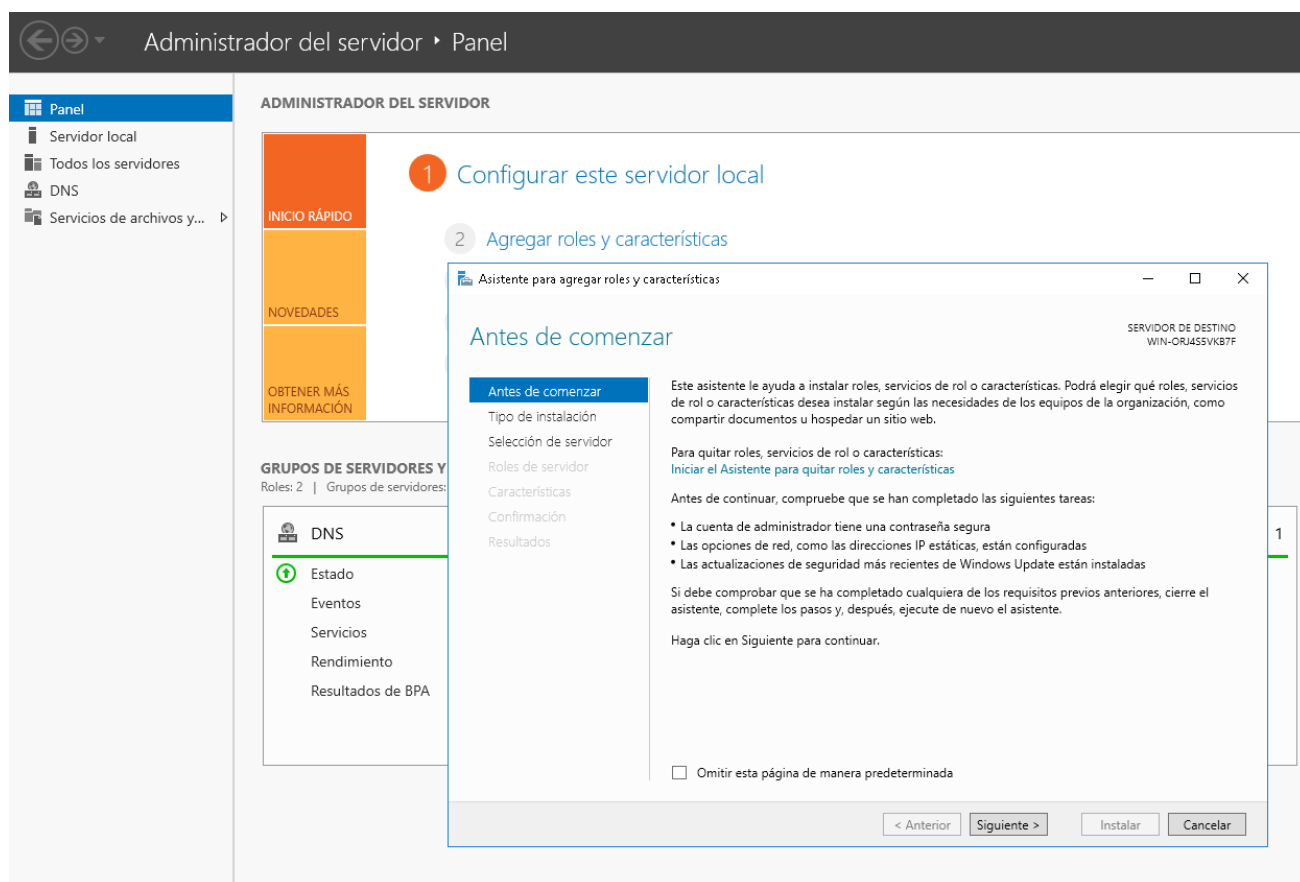 Administrador del servidor ‣ Panel
Panel
Servidor local
Todos los servidores
DNS
Servicios de archivos y...
ADMINISTRADOR DEL SERVIDOR
INICIO RÁPIDO
NOVEDADES
OBTENER MÁS
INFORMACIÓN
1 Configurar este servidor local
2 Agregar roles y características
GRUPOS DE SERVIDORES Y
Roles: 2 | Grupos de servidores:
DNS
1
Estado
Eventos
Servicios
Rendimiento
Resultados de BPA
Asistente para agregar roles y características
Antes de comenzar
SERVIDOR DE DESTINO
WIN-ORJ4S5VKB7F
Antes de comenzar
Tipo de instalación
Selección de servidor
Roles de servidor
Características
Confirmación
Resultados
Este asistente le ayuda a instalar roles, servicios de rol o características. Podrá elegir qué roles, servicios
de rol o características desea instalar según las necesidades de los equipos de la organización, como
compartir documentos u hospedar un sitio web.
Para quitar roles, servicios de rol o características:
Iniciar el Asistente para quitar roles y características
Antes de continuar, compruebe que se han completado las siguientes tareas:
• La cuenta de administrador tiene una contraseña segura
• Las opciones de red, como las direcciones IP estáticas, están configuradas
• Las actualizaciones de seguridad más recientes de Windows Update están instaladas
Si debe comprobar que se ha completado cualquiera de los requisitos previos anteriores, cierre el
asistente, complete los pasos y, después, ejecute de nuevo el asistente.
Haga clic en Siguiente para continuar.
Omitir esta página de manera predeterminada
< Anterior Siguiente > Instalar Cancelar